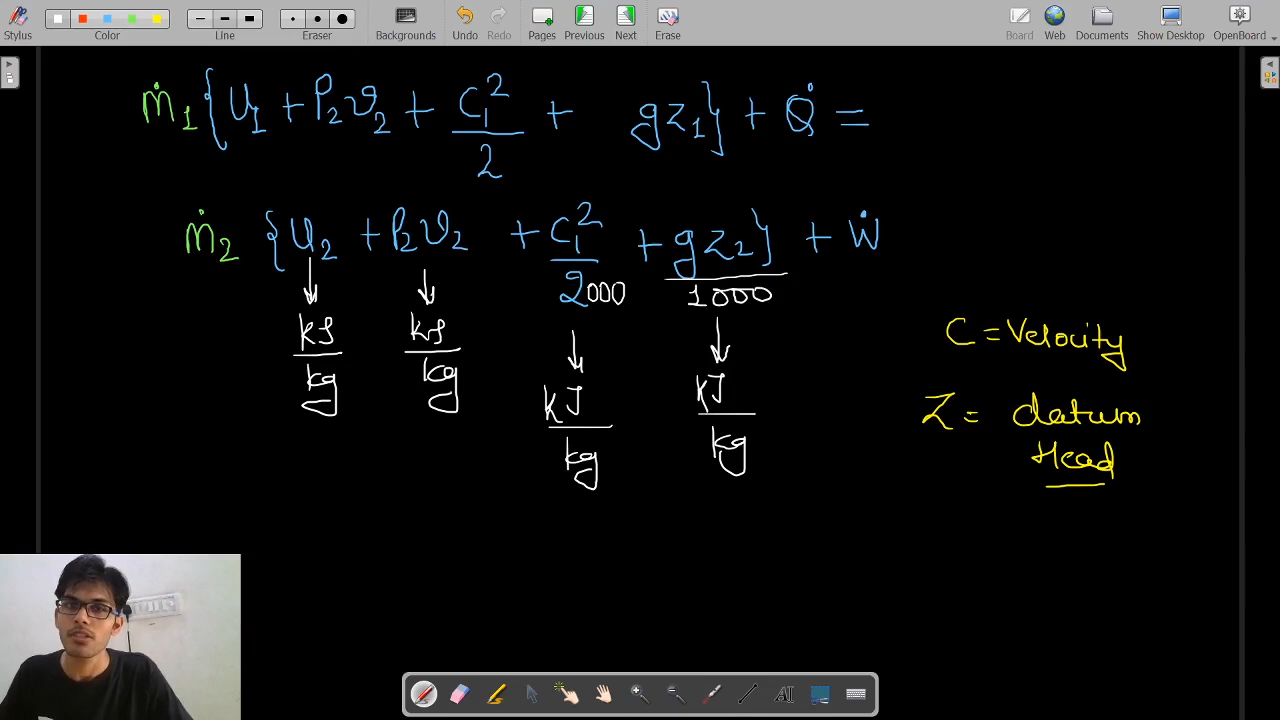 Stylus Color Line Eraser Backgrounds Undo Redo Pages Previous Next Erase Board Web Documents Show Desktop OpenBoard
ṁ₁ {U₁ + P₂ϑ₂ + C₁²/2 + gz₁} + Q̇ =
ṁ₂ {U₂ + P₂ϑ₂ + C₁²/2000 + gz₂/1000} + Ẇ
kJ/kg kJ/kg kJ/kg kJ/kg
C = Velocity
Z = datum
Head